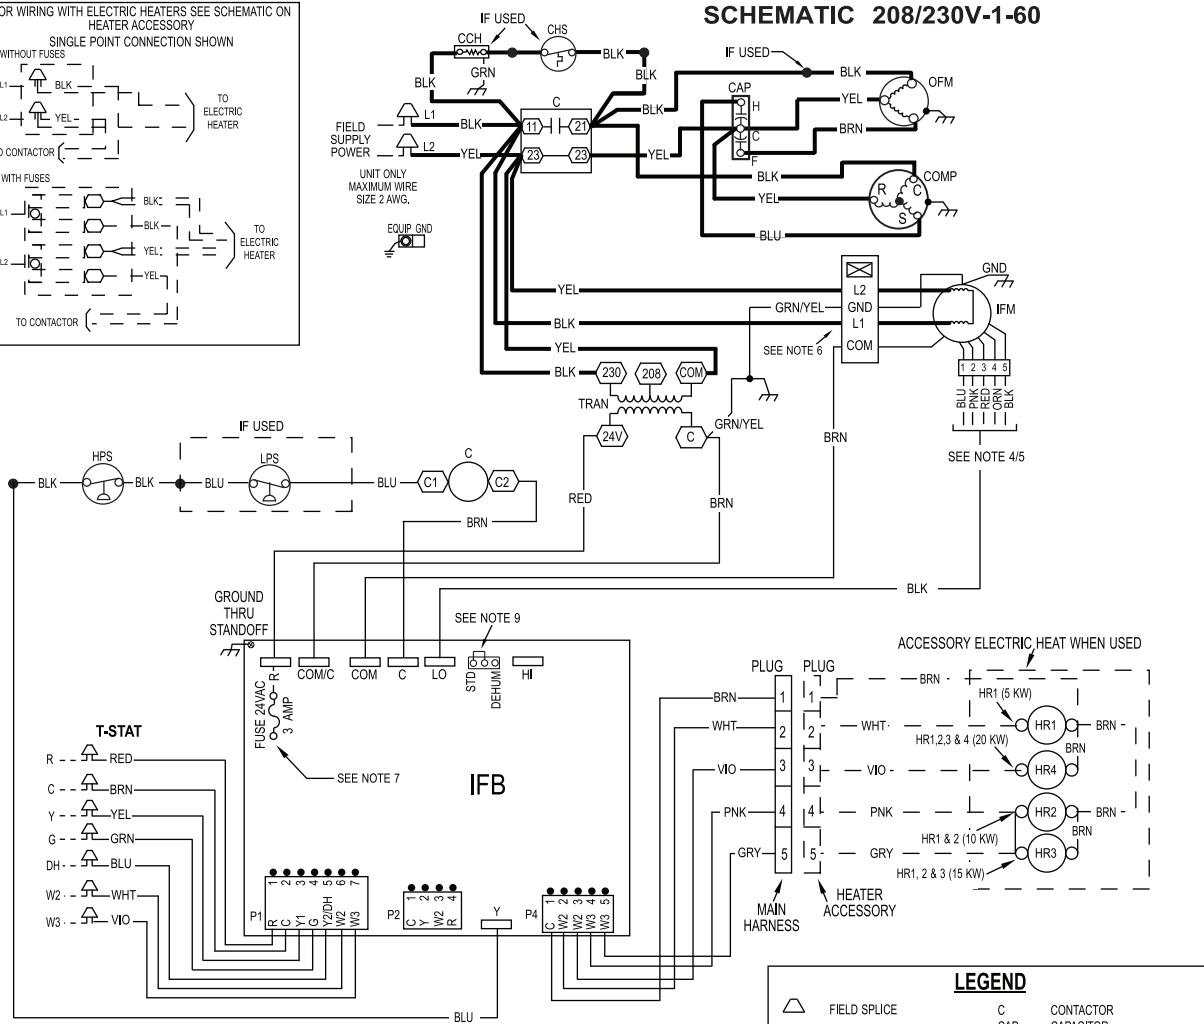 SCHEMATIC 208/230V-1-60
OR WIRING WITH ELECTRIC HEATERS SEE SCHEMATIC ON
HEATER ACCESSORY
SINGLE POINT CONNECTION SHOWN
WITHOUT FUSES
L1
BLK
L2
YEL
TO
ELECTRIC
HEATER
O CONTACTOR
WITH FUSES
L1
BLK
BLK
L2
YEL
YEL
TO
ELECTRIC
HEATER
TO CONTACTOR
IF USED
CCH
CHS
GRN
BLK
BLK
BLK
FIELD
SUPPLY
POWER
L1
BLK
L2
YEL
C
11
21
23
23
UNIT ONLY
MAXIMUM WIRE
SIZE 2 AWG.
EQUIP GND
IF USED
BLK
BLK
OFM
CAP
H
C
F
YEL
BRN
YEL
BLK
COMP
R
C
S
YEL
BLU
YEL
L2
GND
IFM
GRN/YEL
GND
BLK
L1
SEE NOTE 6
COM
YEL
BLK
230
208
COM
TRAN
24V
C
GRN/YEL
1 2 3 4 5
BLU
PNK
RED
ORN
BLK
SEE NOTE 4/5
BRN
IF USED
HPS
LPS
C
BLK
BLK
BLU
BLU
C1
C2
BRN
RED
BRN
BLK
GROUND
THRU
STANDOFF
SEE NOTE 9
R
COM/C
COM
C
LO
STD
DEHUM
HI
FUSE 24VAC
3 AMP
SEE NOTE 7
IFB
T-STAT
R
RED
C
BRN
Y
YEL
G
GRN
DH
BLU
W2
WHT
W3
VIO
P1
1 2 3 4 5 6 7
R
C
Y1
G
Y2/DH
W2
W3
P2
1 2 3 4
C
Y
W2
R
Y
P4
1 2 3 4 5
C
W2
W2
W3
W3
BLU
PLUG
PLUG
BRN
1
1
WHT
2
2
VIO
3
3
PNK
4
4
GRY
5
5
MAIN
HARNESS
HEATER
ACCESSORY
ACCESSORY ELECTRIC HEAT WHEN USED
BRN
HR1 (5 KW)
WHT
HR1
BRN
HR1,2,3 & 4 (20 KW)
BRN
VIO
HR4
PNK
HR2
BRN
HR1 & 2 (10 KW)
BRN
GRY
HR3
HR1, 2 & 3 (15 KW)
LEGEND
FIELD SPLICE
C
CONTACTOR
CAP
CAPACITOR